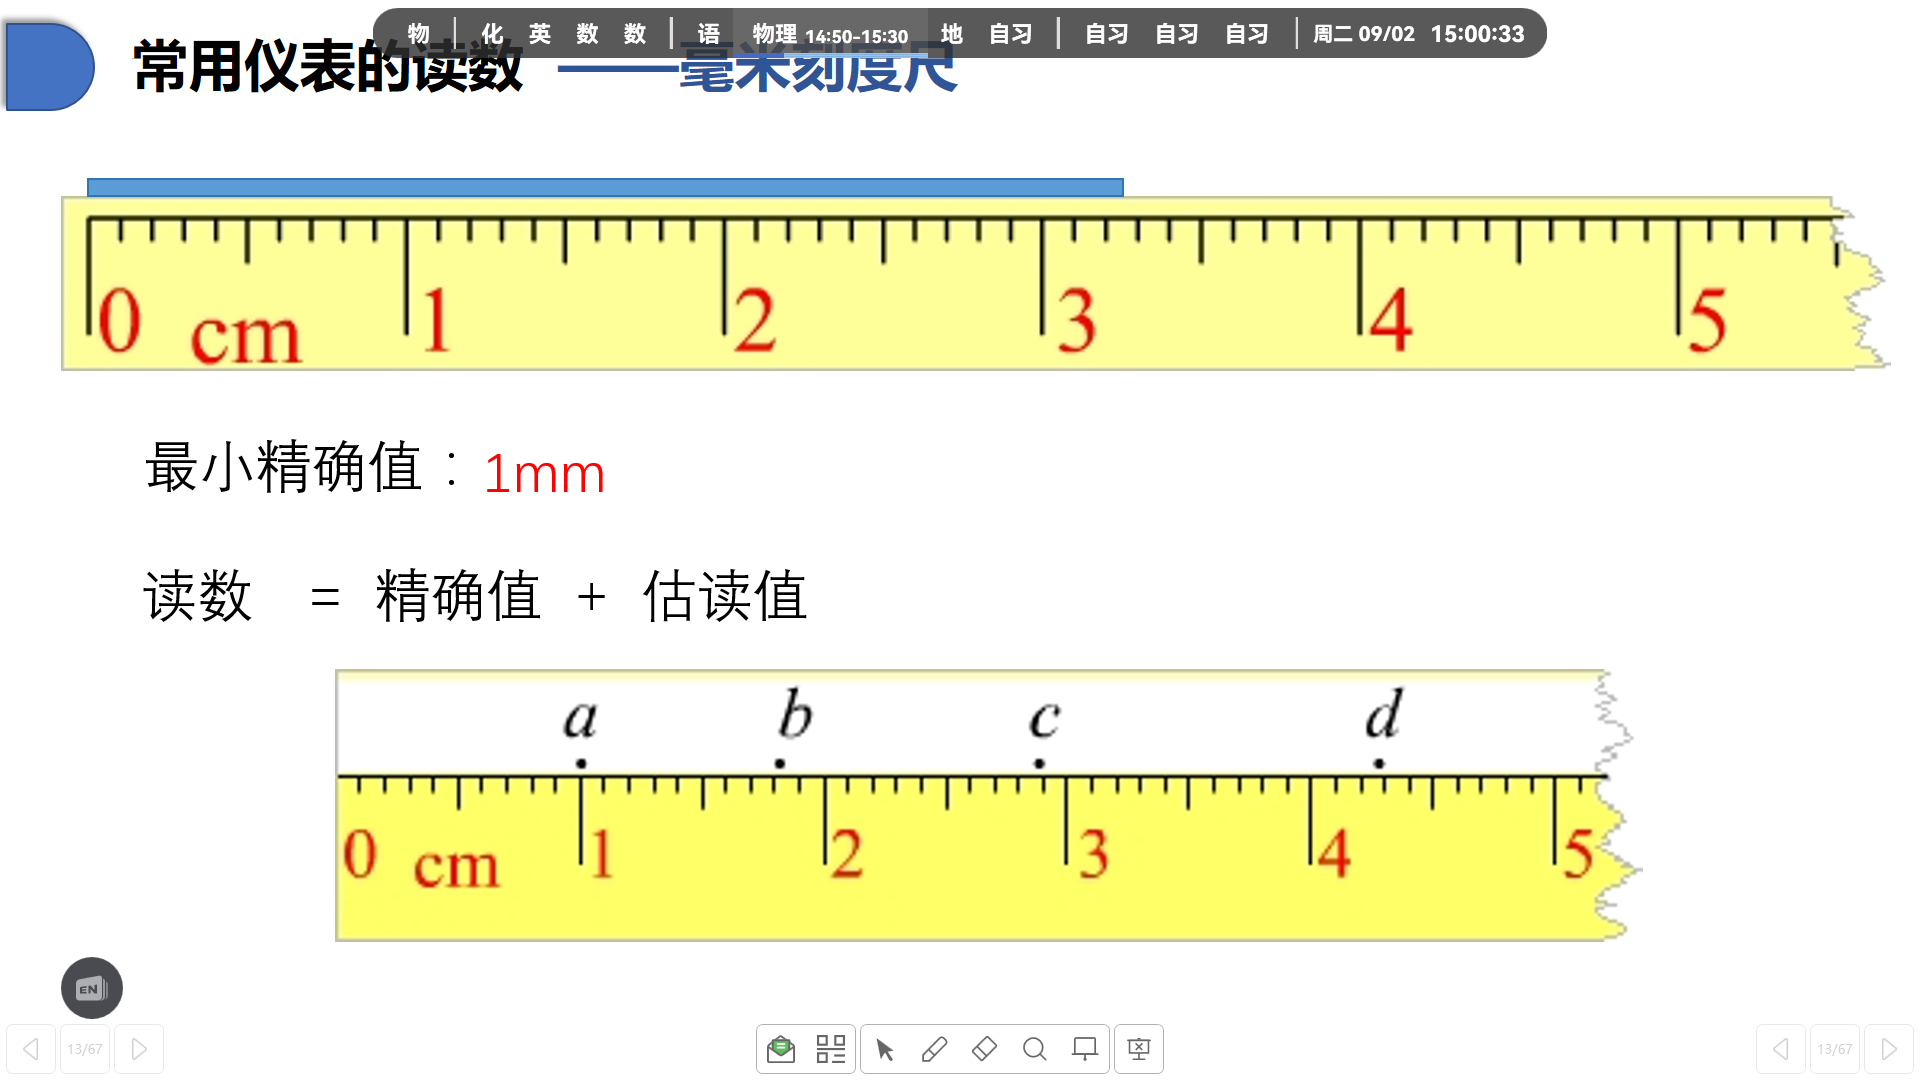 物 | 化 英 数 数 | 语 物理 14:50-15:30 地 自习 | 自习 自习 自习 | 周二 09/02 15:00:33
常用仪表的读数 ——毫米刻度尺
0 cm 1 2 3 4 5
最小精确值：1mm
读数 = 精确值 + 估读值
a b c d
0 cm 1 2 3 4 5
EN
13/67 13/67